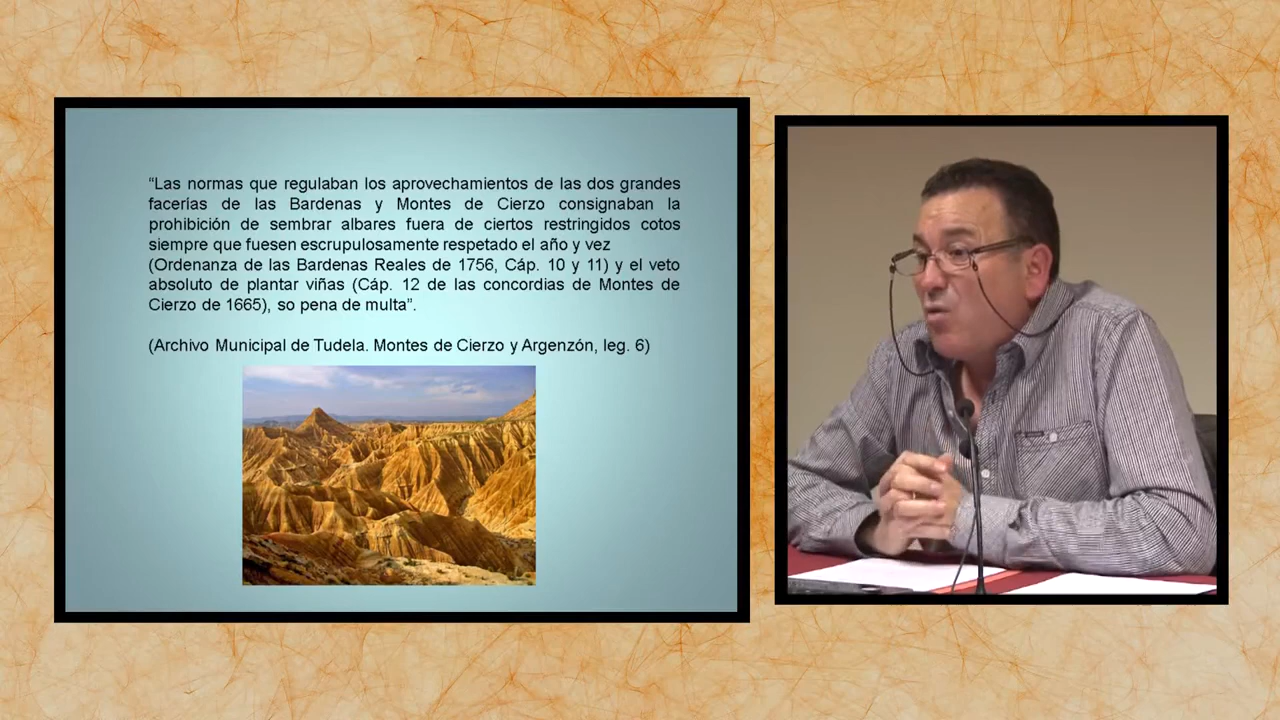 “Las normas que regulaban los aprovechamientos de las dos grandes
facerías de las Bardenas y Montes de Cierzo consignaban la
prohibición de sembrar albares fuera de ciertos restringidos cotos
siempre que fuesen escrupulosamente respetado el año y vez
(Ordenanza de las Bardenas Reales de 1756, Cáp. 10 y 11) y el veto
absoluto de plantar viñas (Cáp. 12 de las concordias de Montes de
Cierzo de 1665), so pena de multa”.
(Archivo Municipal de Tudela. Montes de Cierzo y Argenzón, leg. 6)